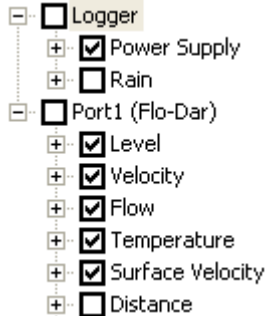 Logger
Power Supply
Rain
Port1 (Flo-Dar)
Level
Velocity
Flow
Temperature
Surface Velocity
Distance